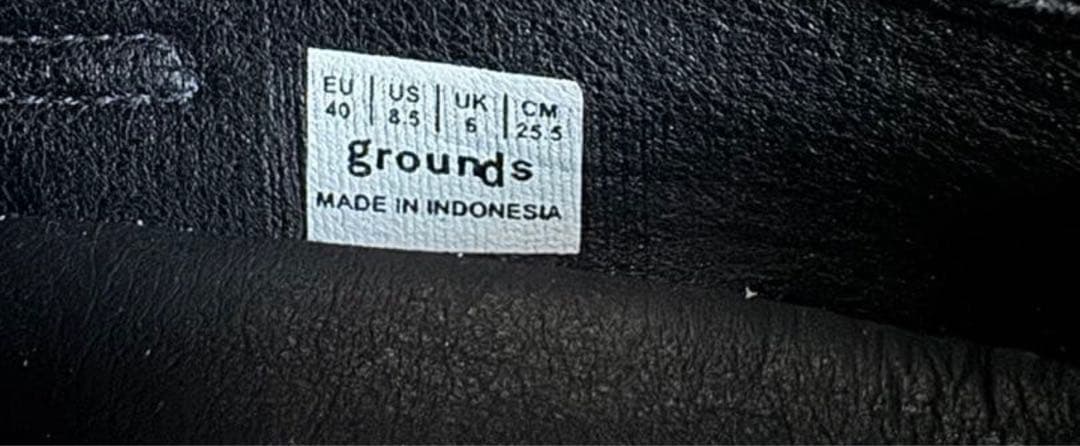 EU | US | UK | CM
40 | 8.5 | 6 | 25.5
grounds
MADE IN INDONESIA